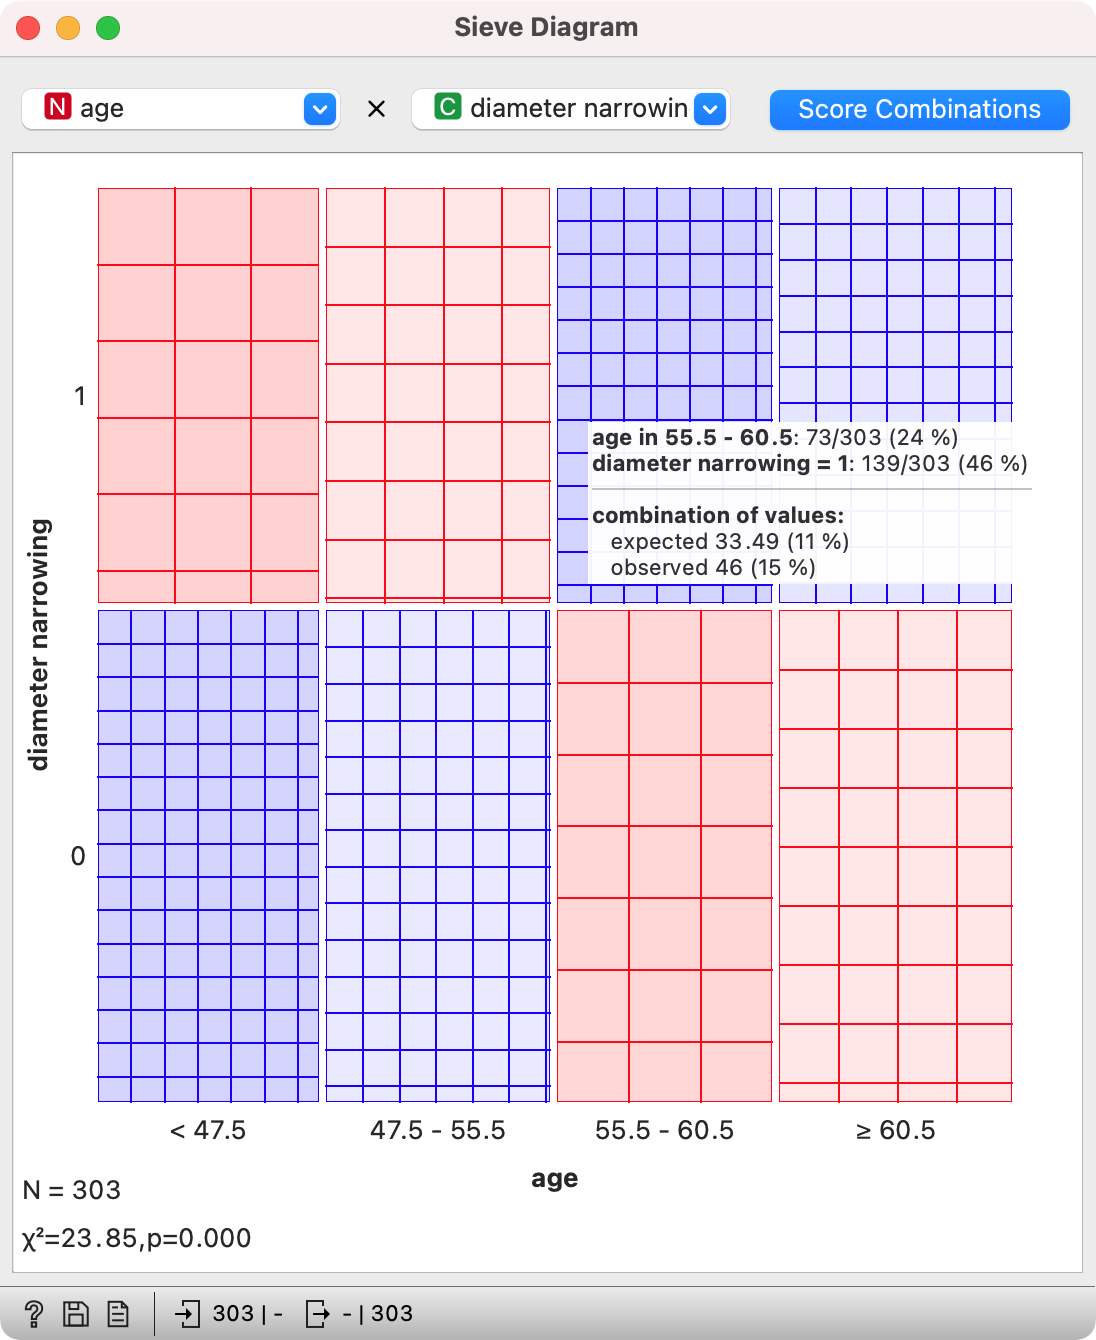 Sieve Diagram
N age × C diameter narrowin Score Combinations
1
age in 55.5 - 60.5: 73/303 (24 %)
diameter narrowing = 1: 139/303 (46 %)
combination of values:
expected 33.49 (11 %)
observed 46 (15 %)
diameter narrowing
0
< 47.5 47.5 - 55.5 55.5 - 60.5 ≥ 60.5
age
N = 303
χ²=23.85,p=0.000
? 303 | - - | 303